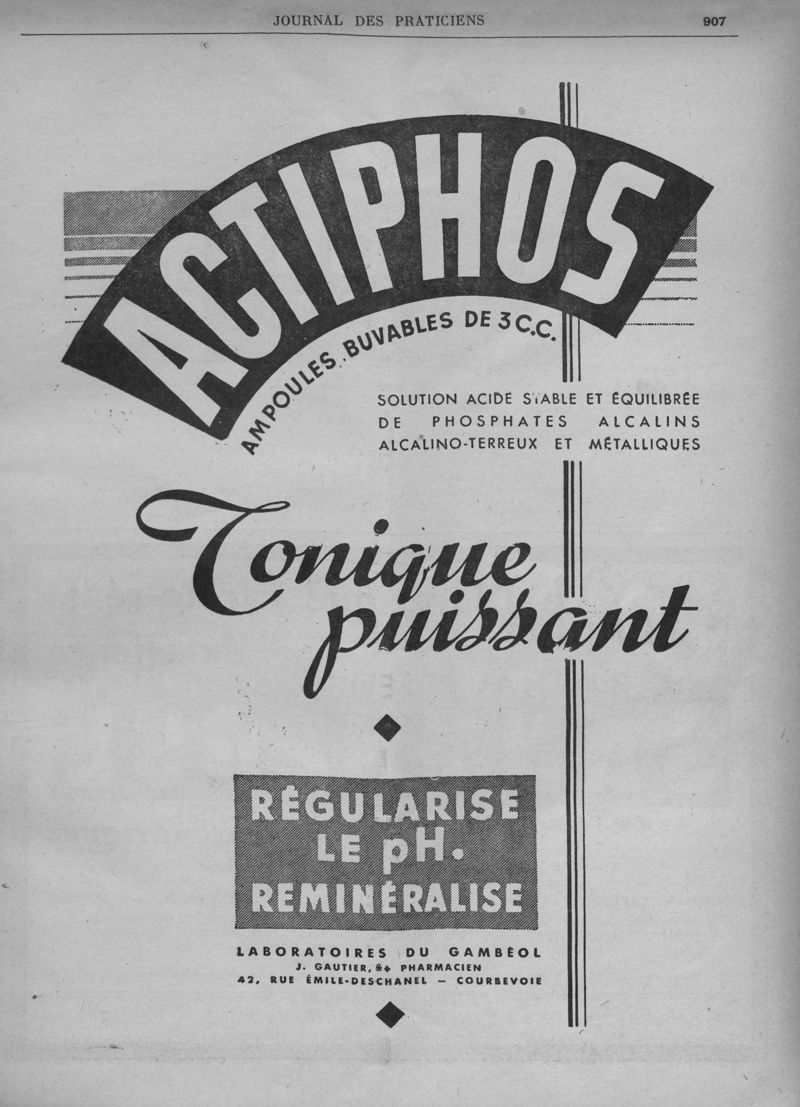 JOURNAL DES PRATICIENS 907
ACTIPHOS
AMPOULES BUVABLES DE 3 C.C.
SOLUTION ACIDE STABLE ET ÉQUILIBRÉE
DE PHOSPHATES ALCALINS
ALCALINO-TERREUX ET MÉTALLIQUES
Tonique
puissant
RÉGULARISE
LE pH.
REMINÉRALISE
LABORATOIRES DU GAMBÉOL
J. GAUTIER, PHARMACIEN
42, RUE ÉMILE-DESCHANEL — COURBEVOIE